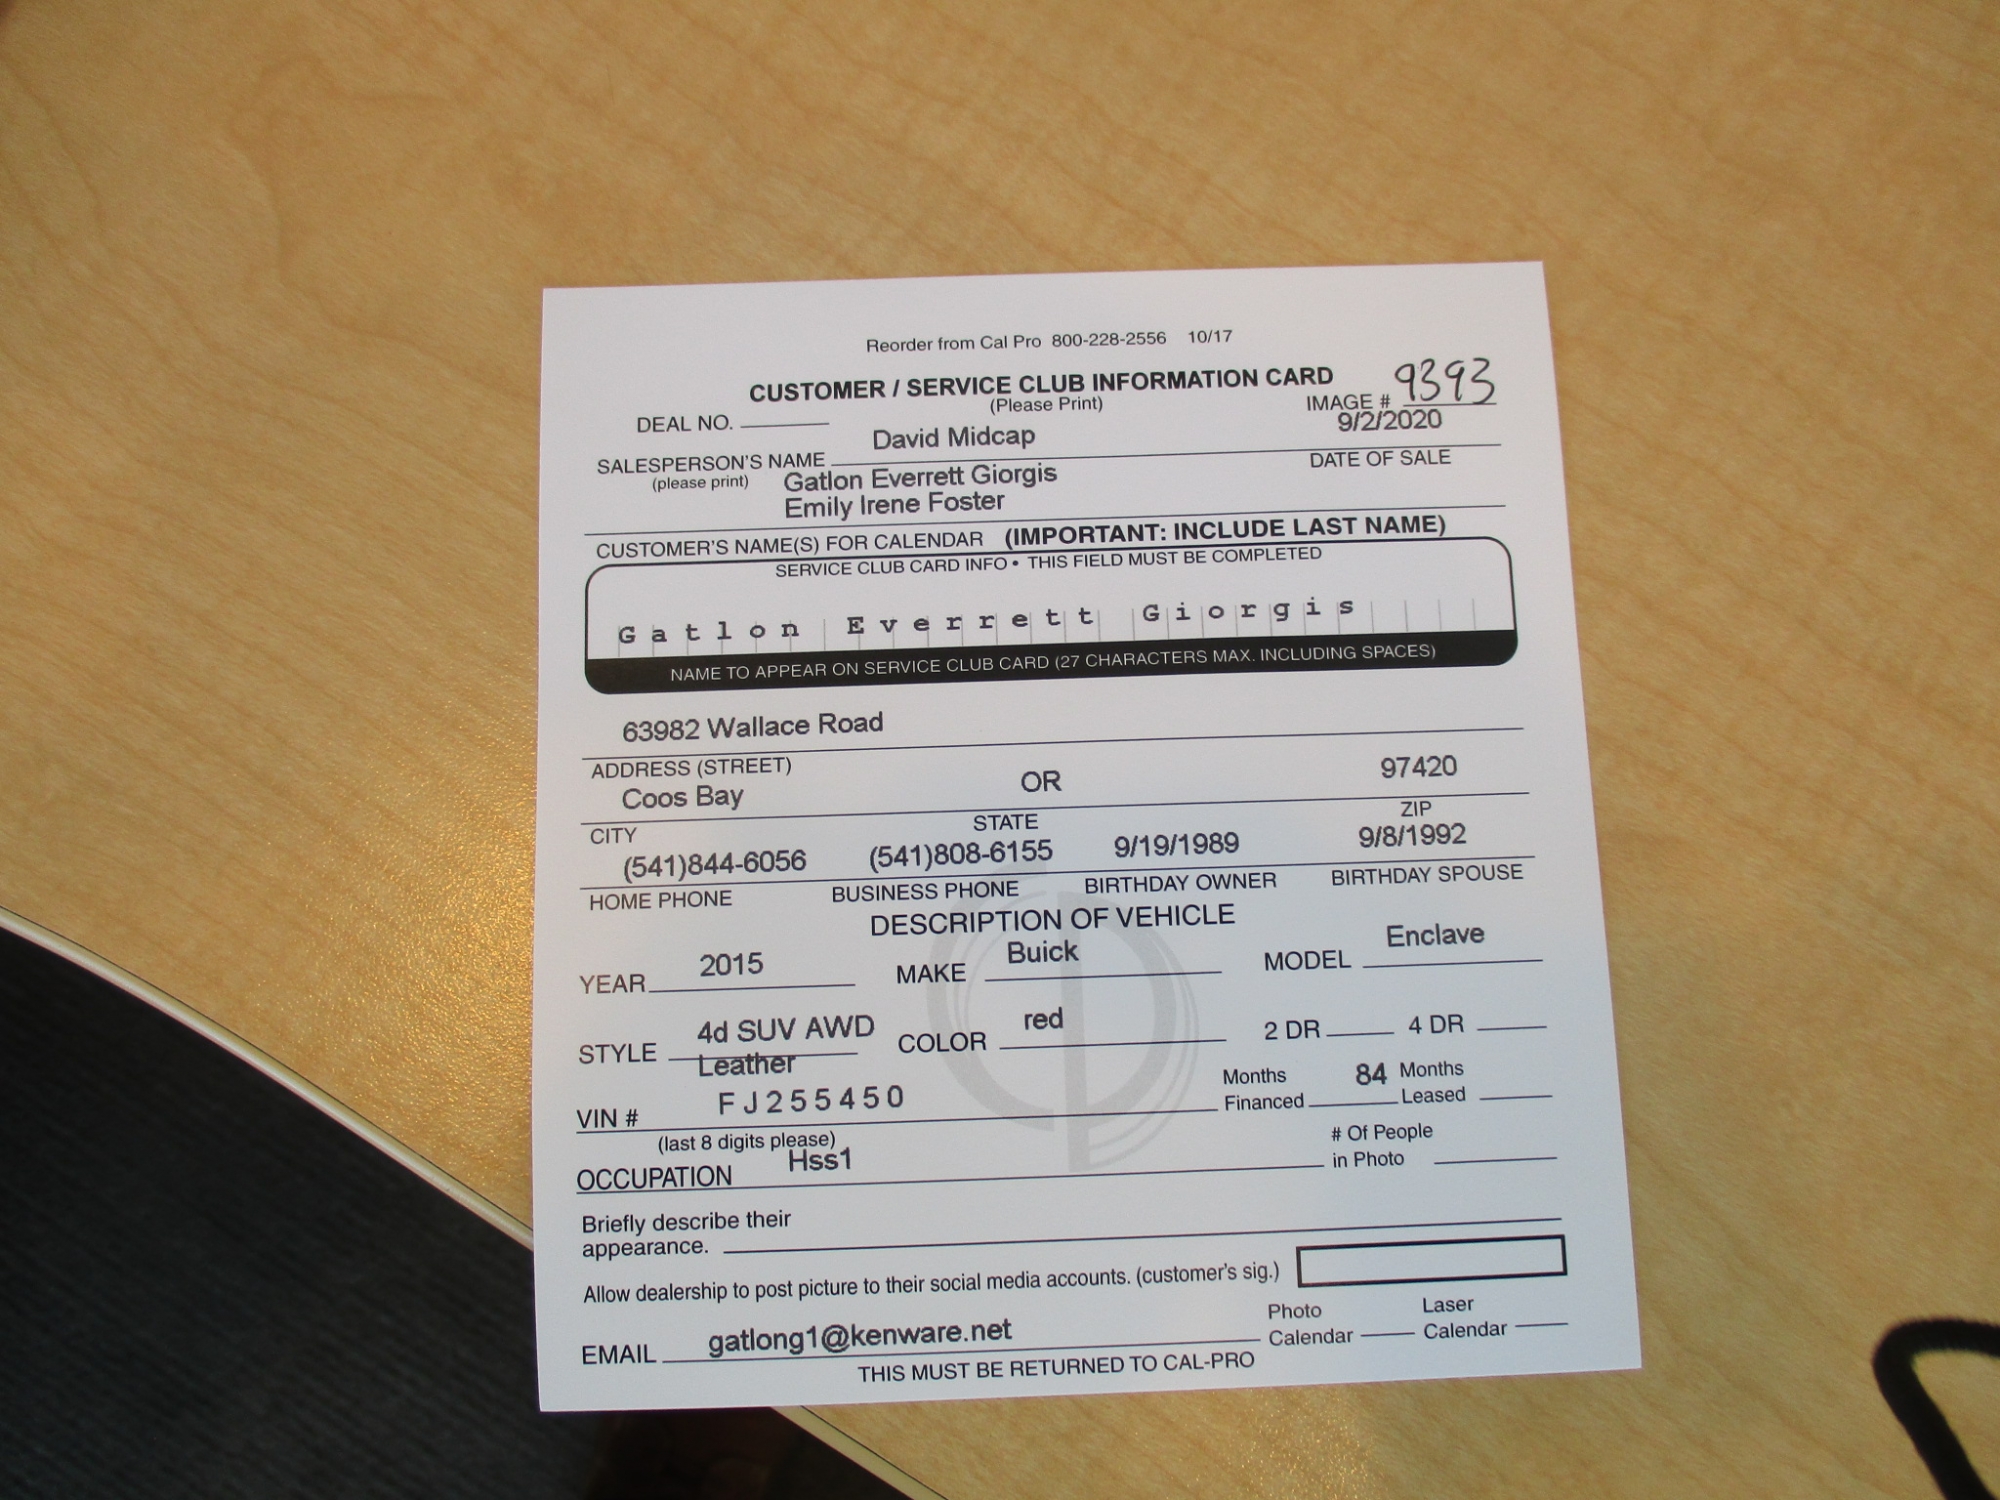 Reorder from Cal Pro 800-228-2556 10/17
CUSTOMER / SERVICE CLUB INFORMATION CARD
(Please Print)
IMAGE # 9393
DEAL NO.
David Midcap
9/2/2020
SALESPERSON'S NAME
(please print)
DATE OF SALE
Gatlon Everrett Giorgis
Emily Irene Foster
CUSTOMER'S NAME(S) FOR CALENDAR (IMPORTANT: INCLUDE LAST NAME)
SERVICE CLUB CARD INFO • THIS FIELD MUST BE COMPLETED
Gatlon Everrett Giorgis
NAME TO APPEAR ON SERVICE CLUB CARD (27 CHARACTERS MAX. INCLUDING SPACES)
63982 Wallace Road
ADDRESS (STREET)
Coos Bay OR 97420
CITY STATE ZIP
(541)844-6056 (541)808-6155 9/19/1989 9/8/1992
HOME PHONE BUSINESS PHONE BIRTHDAY OWNER BIRTHDAY SPOUSE
DESCRIPTION OF VEHICLE
YEAR 2015 MAKE Buick MODEL Enclave
STYLE 4d SUV AWD COLOR red 2 DR 4 DR
Leather
VIN # FJ255450 Months Financed 84 Months Leased
(last 8 digits please)
OCCUPATION Hss1 # Of People in Photo
Briefly describe their
appearance.
Allow dealership to post picture to their social media accounts. (customer's sig.)
EMAIL gatlong1@kenware.net Photo Calendar Laser Calendar
THIS MUST BE RETURNED TO CAL-PRO